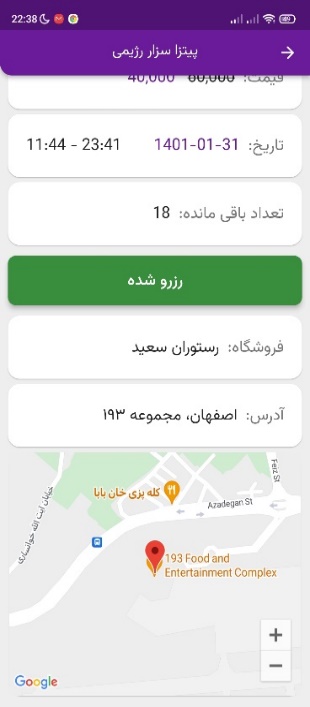 22:38
پیتزا سزار رژیمی
قیمت: 60,000 40,000
تاریخ: 1401-01-31 11:44 - 23:41
تعداد باقی مانده: 18
رزرو شده
فروشگاه: رستوران سعید
آدرس: اصفهان، مجموعه ۱۹۳
Feiz St
کله پزی خان بابا
Azadegan St
خیابان آیت الله خوانساری
193 Food and
Entertainment Complex
+
−
Google